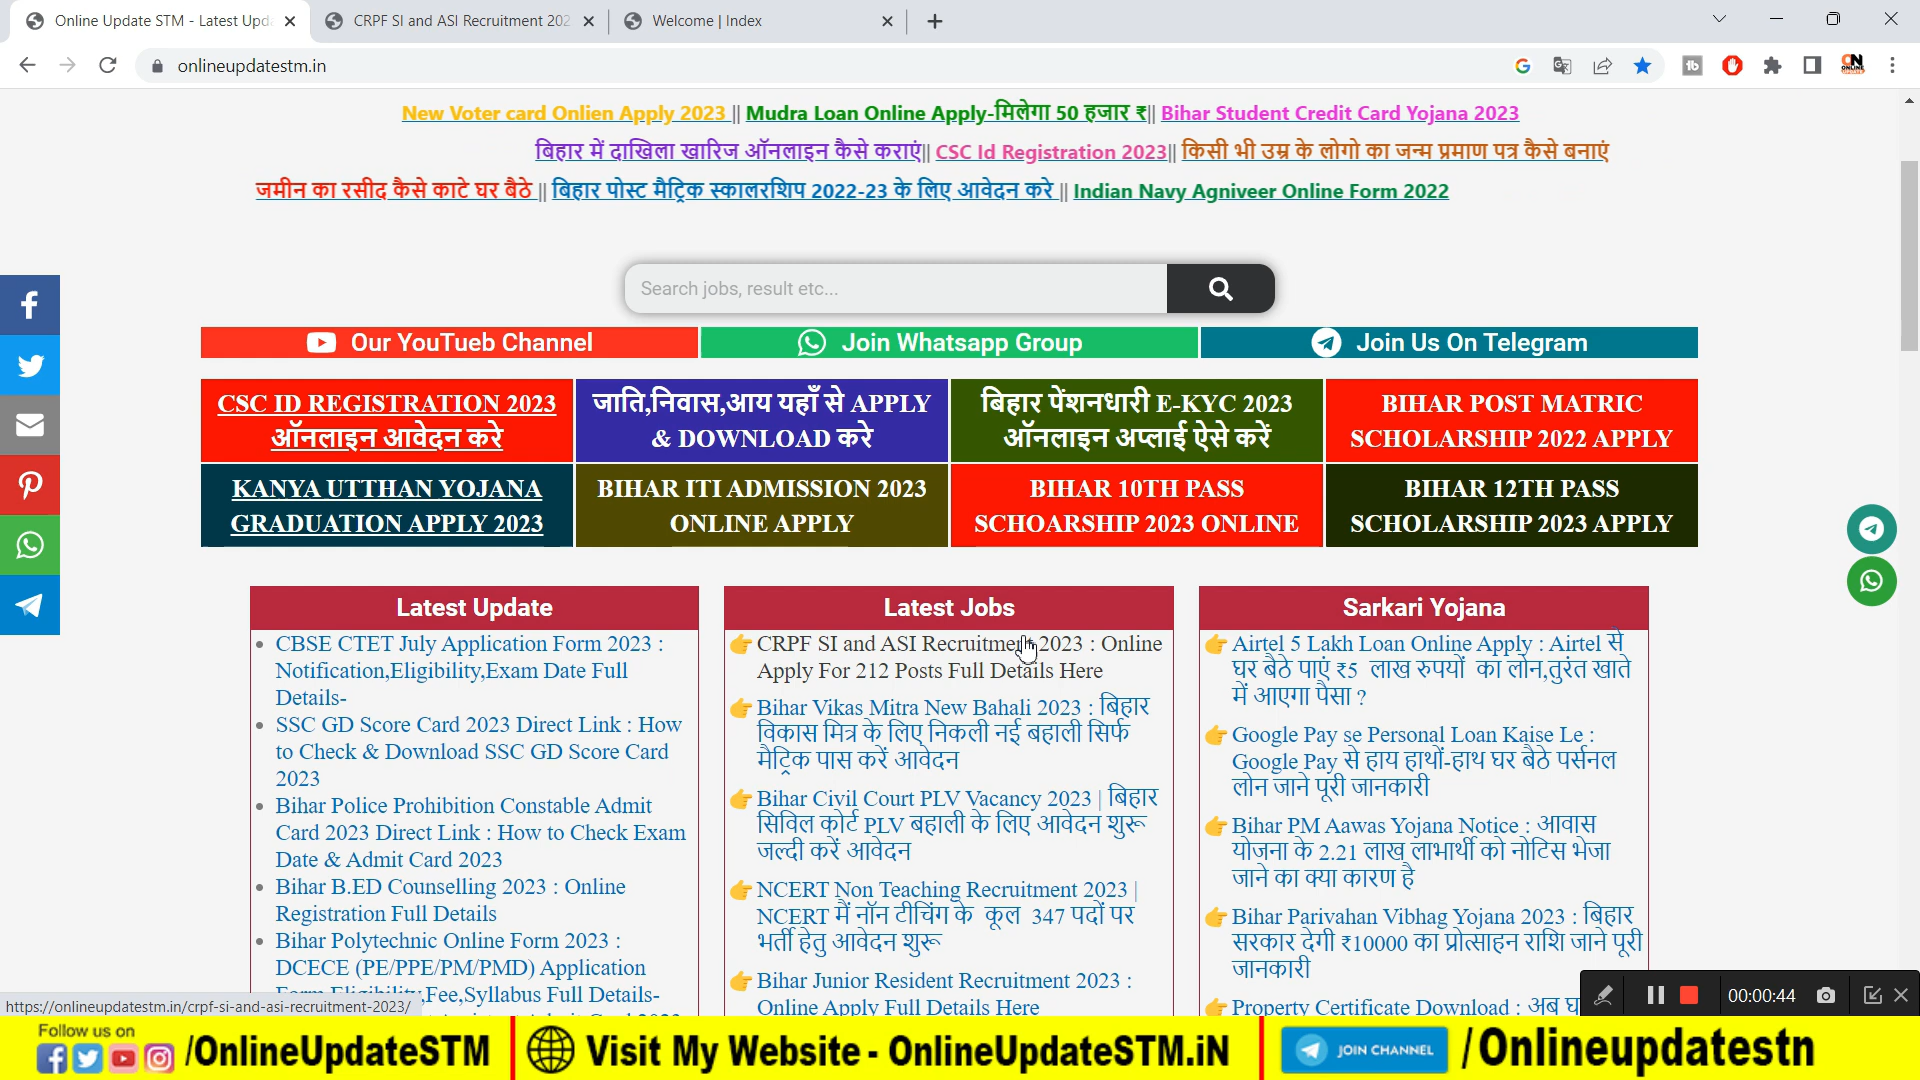 Online Update STM - Latest Upd
CRPF SI and ASI Recruitment 202
Welcome | Index
onlineupdatestm.in
New Voter card Onlien Apply 2023 || Mudra Loan Online Apply-मिलेगा 50 हजार ₹|| Bihar Student Credit Card Yojana 2023
बिहार में दाखिला खारिज ऑनलाइन कैसे कराएं|| CSC Id Registration 2023|| किसी भी उम्र के लोगो का जन्म प्रमाण पत्र कैसे बनाएं
जमीन का रसीद कैसे काटे घर बैठे || बिहार पोस्ट मैट्रिक स्कालरशिप 2022-23 के लिए आवेदन करे || Indian Navy Agniveer Online Form 2022
Search jobs, result etc...
Our YouTueb Channel
Join Whatsapp Group
Join Us On Telegram
CSC ID REGISTRATION 2023
ऑनलाइन आवेदन करे
जाति,निवास,आय यहाँ से APPLY
& DOWNLOAD करे
बिहार पेंशनधारी E-KYC 2023
ऑनलाइन अप्लाई ऐसे करें
BIHAR POST MATRIC
SCHOLARSHIP 2022 APPLY
KANYA UTTHAN YOJANA
GRADUATION APPLY 2023
BIHAR ITI ADMISSION 2023
ONLINE APPLY
BIHAR 10TH PASS
SCHOARSHIP 2023 ONLINE
BIHAR 12TH PASS
SCHOLARSHIP 2023 APPLY
Latest Update
CBSE CTET July Application Form 2023 :
Notification,Eligibility,Exam Date Full
Details-
SSC GD Score Card 2023 Direct Link : How
to Check & Download SSC GD Score Card
2023
Bihar Police Prohibition Constable Admit
Card 2023 Direct Link : How to Check Exam
Date & Admit Card 2023
Bihar B.ED Counselling 2023 : Online
Registration Full Details
Bihar Polytechnic Online Form 2023 :
DCECE (PE/PPE/PM/PMD) Application
Form Eligibility,Fee,Syllabus Full Details-
Latest Jobs
CRPF SI and ASI Recruitment 2023 : Online
Apply For 212 Posts Full Details Here
Bihar Vikas Mitra New Bahali 2023 : बिहार
विकास मित्र के लिए निकली नई बहाली सिर्फ
मैट्रिक पास करें आवेदन
Bihar Civil Court PLV Vacancy 2023 | बिहार
सिविल कोर्ट PLV बहाली के लिए आवेदन शुरू
जल्दी करें आवेदन
NCERT Non Teaching Recruitment 2023 |
NCERT में नॉन टीचिंग के कूल 347 पदों पर
भर्ती हेतु आवेदन शुरू
Bihar Junior Resident Recruitment 2023 :
Online Apply Full Details Here
Sarkari Yojana
Airtel 5 Lakh Loan Online Apply : Airtel से
घर बैठे पाएं ₹5 लाख रुपयों का लोन,तुरंत खाते
में आएगा पैसा ?
Google Pay se Personal Loan Kaise Le :
Google Pay से हाय हाथों-हाथ घर बैठे पर्सनल
लोन जाने पूरी जानकारी
Bihar PM Aawas Yojana Notice : आवास
योजना के 2.21 लाख लाभार्थी को नोटिस भेजा
जाने का क्या कारण है
Bihar Parivahan Vibhag Yojana 2023 : बिहार
सरकार देगी ₹10000 का प्रोत्साहन राशि जाने पूरी
जानकारी
Property Certificate Download : अब घ
https://onlineupdatestm.in/crpf-si-and-asi-recruitment-2023/
00:00:44
Follow us on
/OnlineUpdateSTM
Visit My Website - OnlineUpdateSTM.iN
JOIN CHANNEL
/Onlineupdatestn